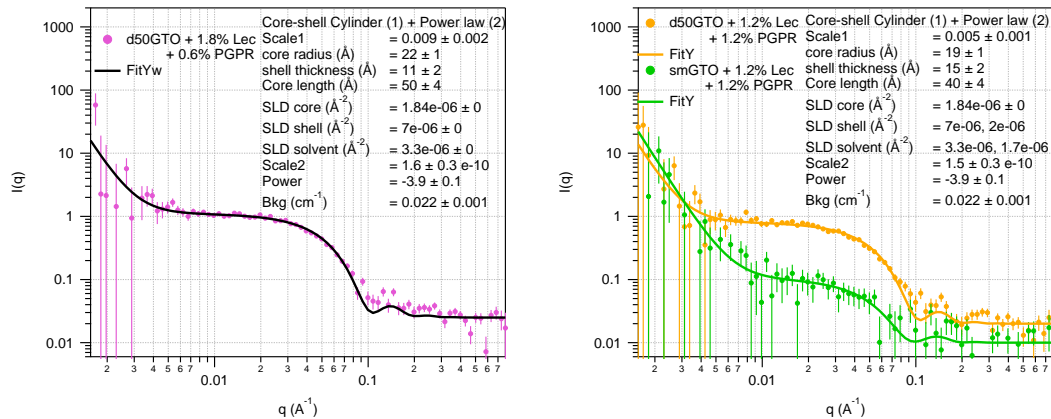 d50GTO + 1.8% Lec
+ 0.6% PGPR
FitYw
Core-shell Cylinder (1) + Power law (2)
Scale1 = 0.009 ± 0.002
core radius (Å) = 22 ± 1
shell thickness (Å) = 11 ± 2
Core length (Å) = 50 ± 4
SLD core (Å-2) = 1.84e-06 ± 0
SLD shell (Å-2) = 7e-06 ± 0
SLD solvent (Å-2) = 3.3e-06 ± 0
Scale2 = 1.6 ± 0.3 e-10
Power = -3.9 ± 0.1
Bkg (cm-1) = 0.022 ± 0.001
I(q)
1000
100
10
1
0.1
0.01
2 3 4 5 6 7 0.01 2 3 4 5 6 7 0.1 2 3 4 5 6 7
q (A-1)
d50GTO + 1.2% Lec
+ 1.2% PGPR
FitY
smGTO + 1.2% Lec
+ 1.2% PGPR
FitY
Core-shell Cylinder (1) + Power law (2)
Scale1 = 0.005 ± 0.001
core radius (Å) = 19 ± 1
shell thickness (Å) = 15 ± 2
Core length (Å) = 40 ± 4
SLD core (Å-2) = 1.84e-06 ± 0
SLD shell (Å-2) = 7e-06, 2e-06
SLD solvent (Å-2) = 3.3e-06, 1.7e-06
Scale2 = 1.5 ± 0.3 e-10
Power = -3.9 ± 0.1
Bkg (cm-1) = 0.022 ± 0.001
I(q)
1000
100
10
1
0.1
0.01
2 3 4 5 6 7 0.01 2 3 4 5 6 7 0.1 2 3 4 5 6 7
q (A-1)